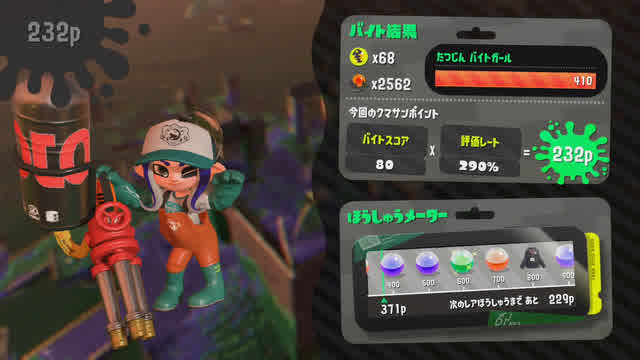 232p
バイト結果
x68
x2562
たつじん バイトガール
410
今回のクマサンポイント
バイトスコア
評価レート
80
x
290%
=
232p
ほうしゅうメーター
400
500
600
700
800
900
371p
次のレアほうしゅうまで あと 229p